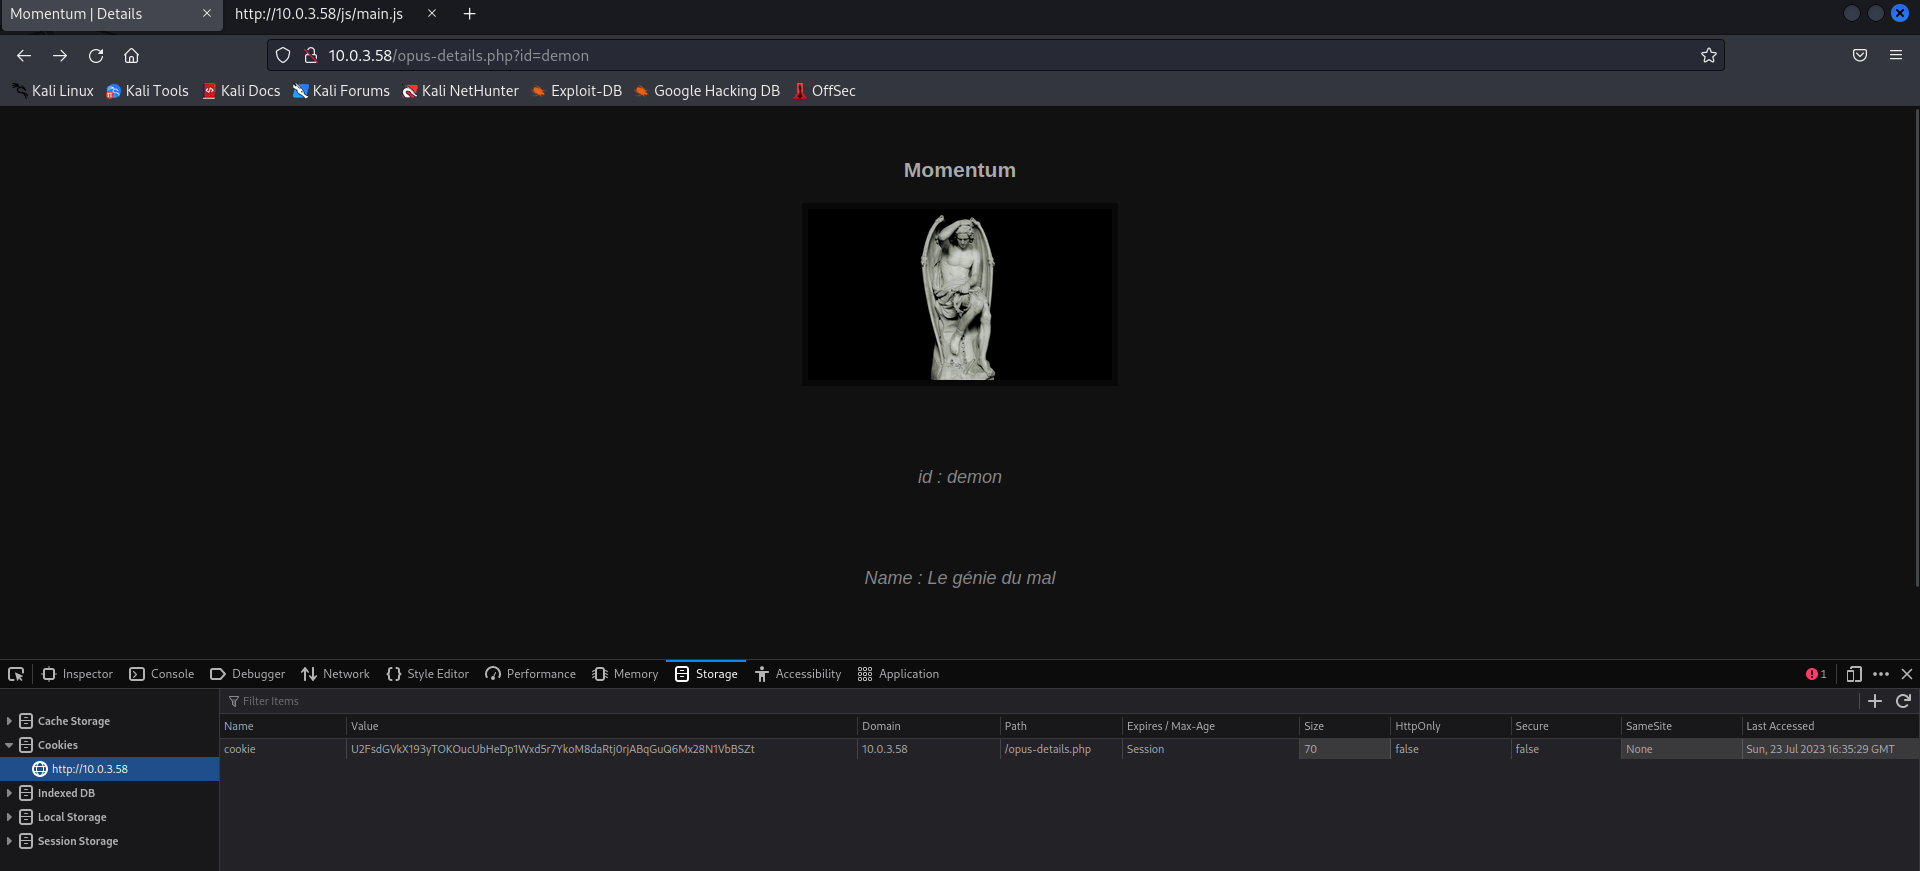 Momentum | Details
http://10.0.3.58/js/main.js
10.0.3.58/opus-details.php?id=demon
Kali Linux Kali Tools Kali Docs Kali Forums Kali NetHunter Exploit-DB Google Hacking DB OffSec
Momentum
id : demon
Name : Le génie du mal
Inspector Console Debugger Network Style Editor Performance Memory Storage Accessibility Application 1
Filter Items
Cache Storage
Cookies
http://10.0.3.58
Indexed DB
Local Storage
Session Storage
Name Value Domain Path Expires / Max-Age Size HttpOnly Secure SameSite Last Accessed
cookie U2FsdGVkX193yTOKOucUbHeDp1Wxd5r7YkoM8daRtj0rjABqGuQ6Mx28N1VbBSZt 10.0.3.58 /opus-details.php Session 70 false false None Sun, 23 Jul 2023 16:35:29 GMT